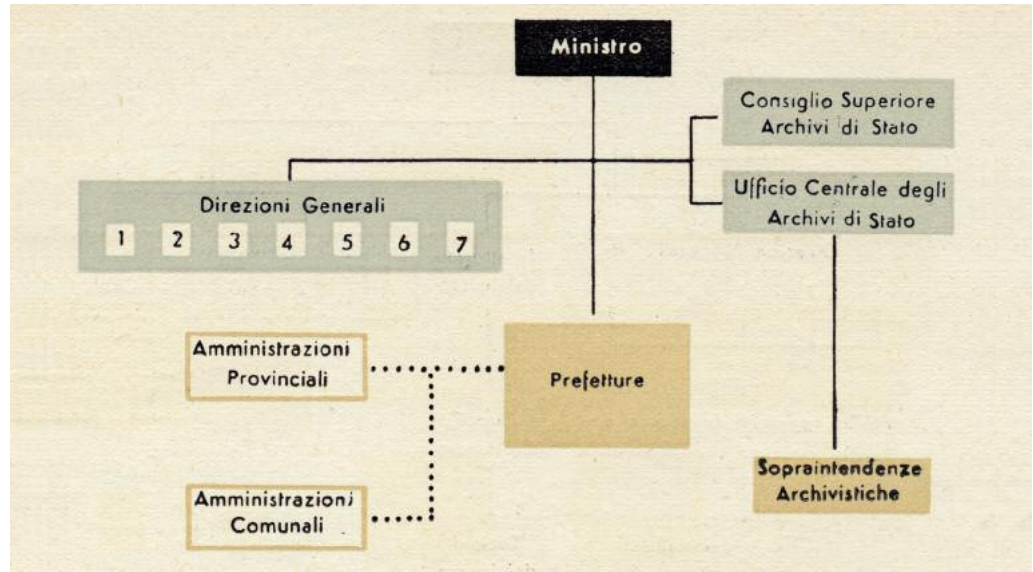 Ministro
Consiglio Superiore
Archivi di Stato
Ufficio Centrale degli
Archivi di Stato
Direzioni Generali
1 2 3 4 5 6 7
Amministrazioni
Provinciali
Prefetture
Sopraintendenze
Archivistiche
Amministrazioni
Comunali